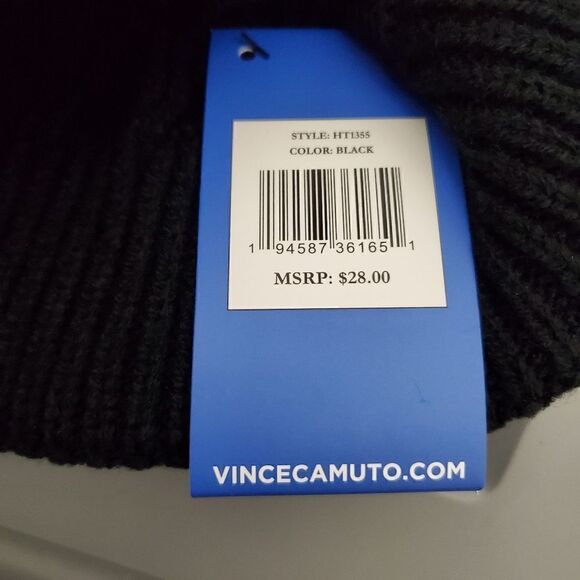 STYLE: HT1355
COLOR: BLACK
1 94587 36165 1
MSRP: $28.00
VINCECAMUTO.COM